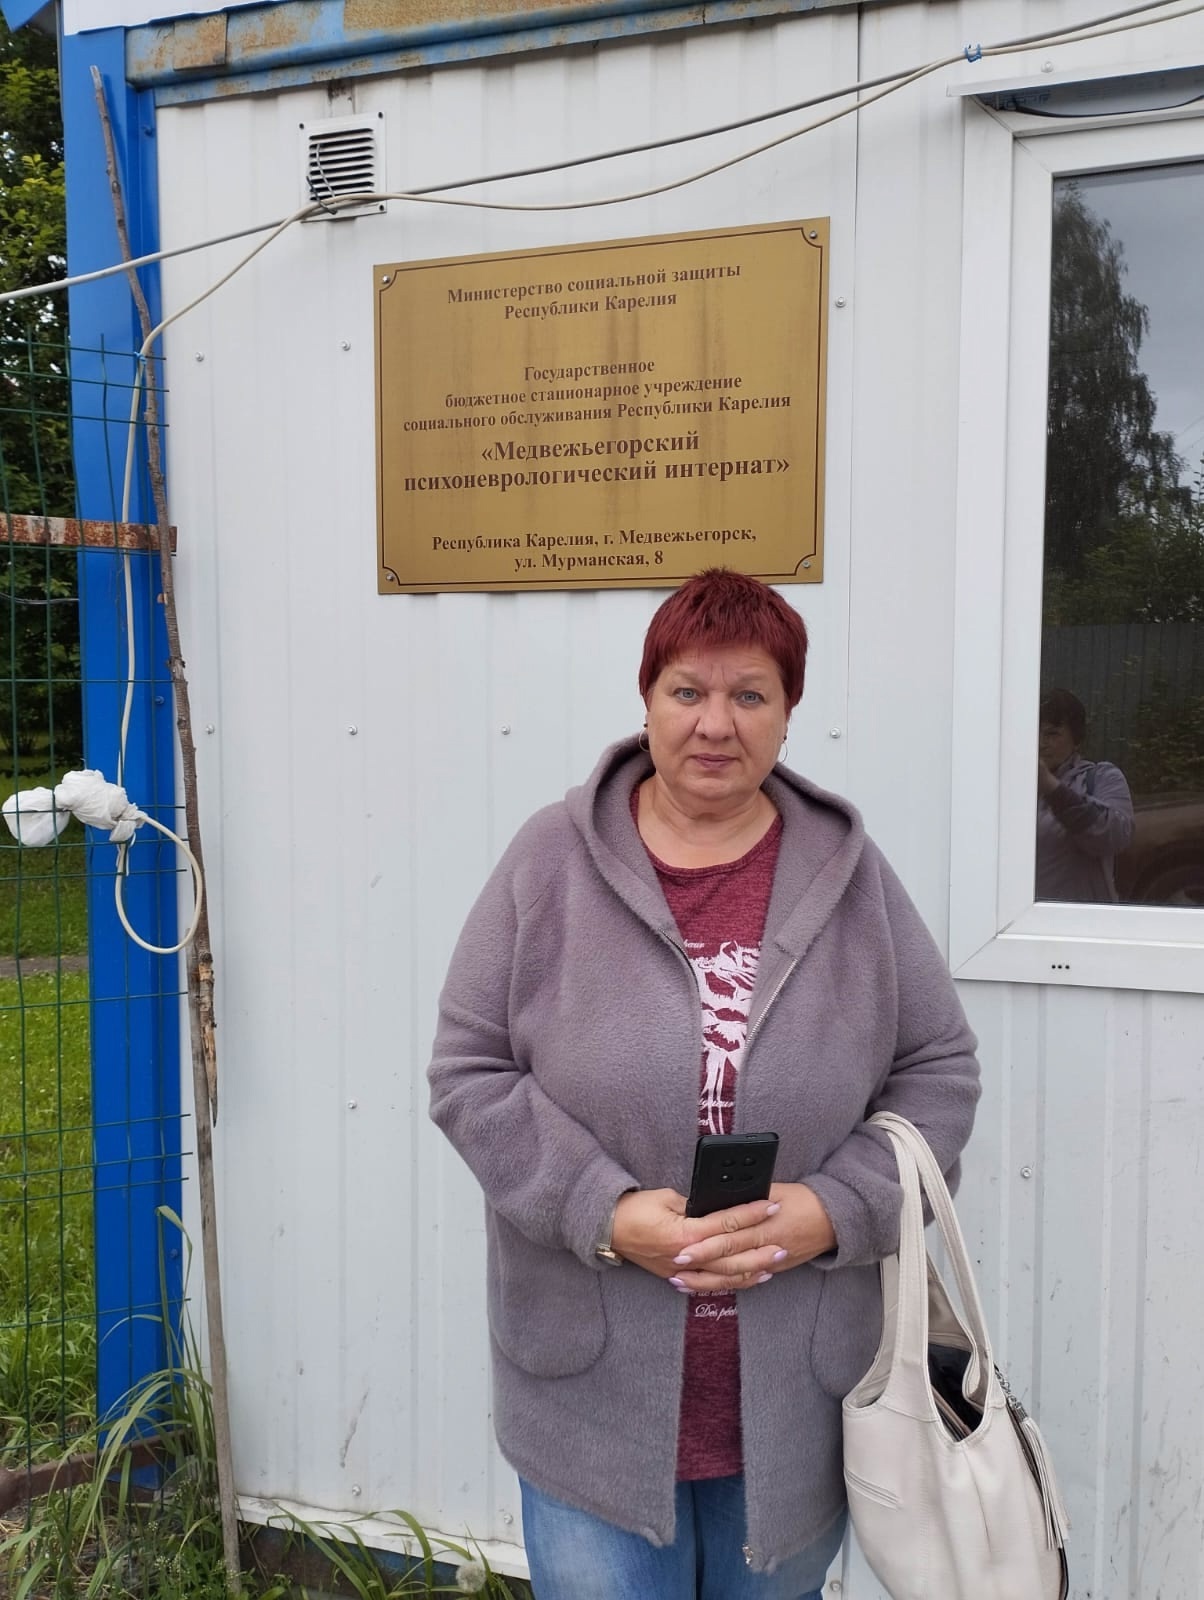 Министерство социальной защиты
Республики Карелия
Государственное
бюджетное стационарное учреждение
социального обслуживания Республики Карелия
«Медвежьегорский
психоневрологический интернат»
Республика Карелия, г. Медвежьегорск,
ул. Мурманская, 8